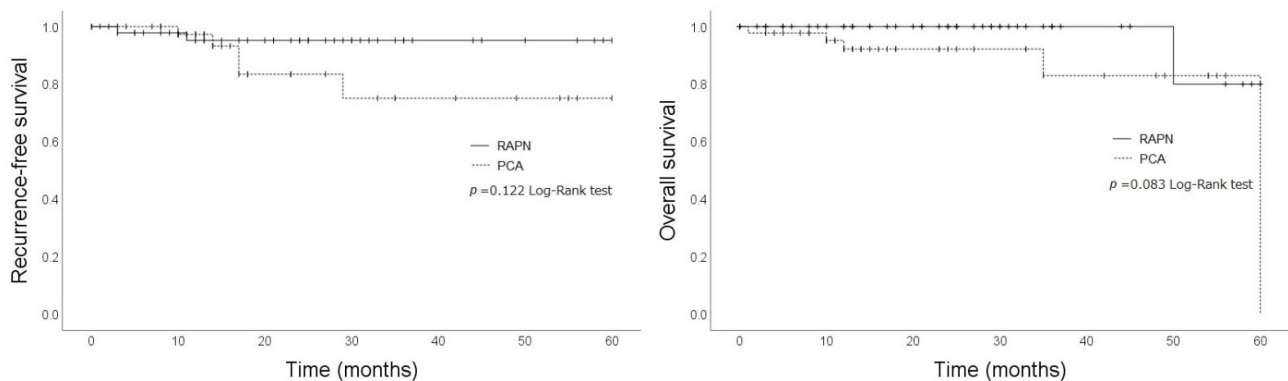 Recurrence-free survival
1.0
0.8
0.6
0.4
0.2
0.0
RAPN
PCA
p =0.122 Log-Rank test
0 10 20 30 40 50 60
Time (months)
Overall survival
1.0
0.8
0.6
0.4
0.2
0.0
RAPN
PCA
p =0.083 Log-Rank test
0 10 20 30 40 50 60
Time (months)